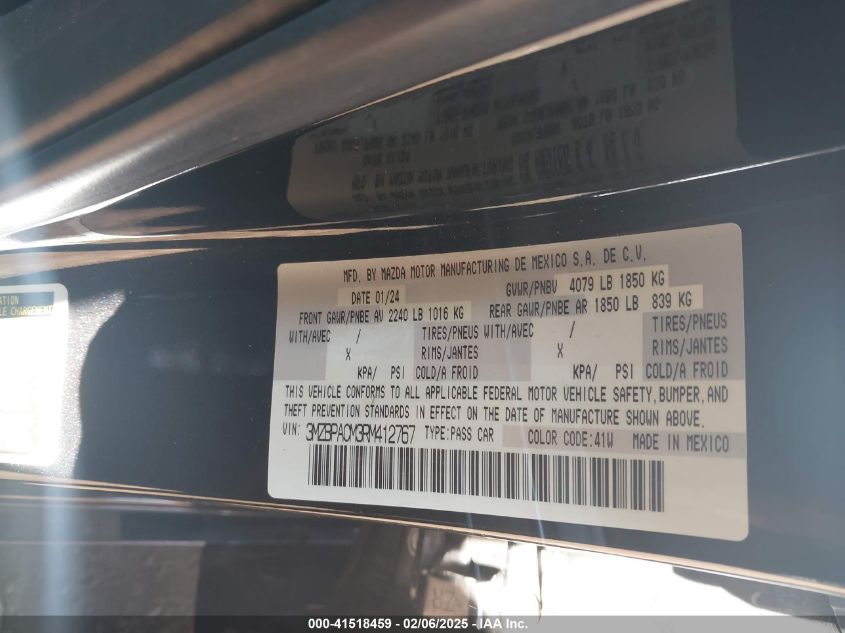 MFD. BY MAZDA MOTOR MANUFACTURING DE MEXICO S.A. DE C.V.
DATE 01/24 GVWR/PNBV 4079 LB 1850 KG
FRONT GAWR/PNBE AV 2240 LB 1016 KG REAR GAWR/PNBE AR 1850 LB 839 KG
WITH/AVEC / TIRES/PNEUS WITH/AVEC / TIRES/PNEUS
X RIMS/JANTES X RIMS/JANTES
KPA/ PSI COLD/A FROID KPA/ PSI COLD/A FROID
THIS VEHICLE CONFORMS TO ALL APPLICABLE FEDERAL MOTOR VEHICLE SAFETY, BUMPER, AND
THEFT PREVENTION STANDARDS IN EFFECT ON THE DATE OF MANUFACTURE SHOWN ABOVE.
VIN: 3MZBPACM3RM412767 TYPE:PASS CAR COLOR CODE:41W MADE IN MEXICO
000-41518459 - 02/06/2025 - IAA Inc.